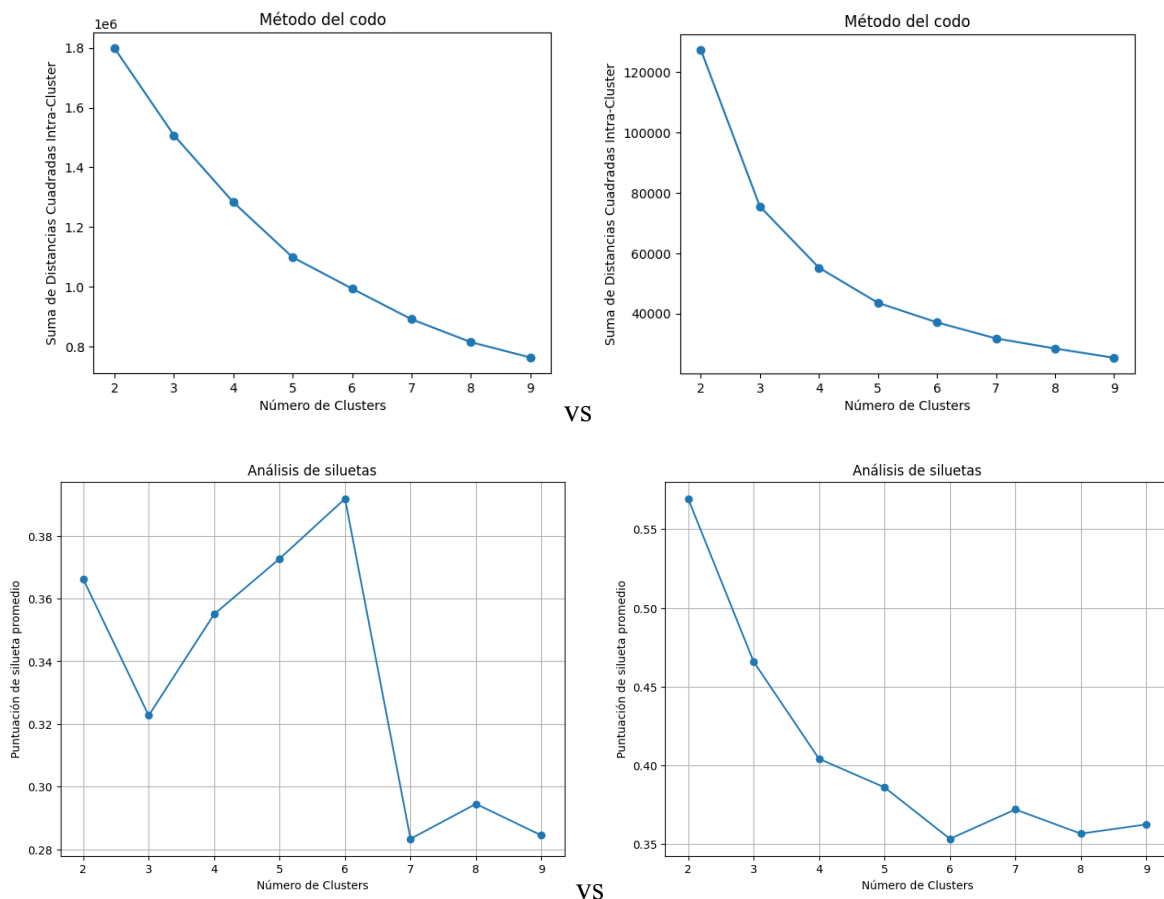 Método del codo
1e6
Suma de Distancias Cuadradas Intra-Cluster
1.8
1.6
1.4
1.2
1.0
0.8
2 3 4 5 6 7 8 9
Número de Clusters
vs
Método del codo
Suma de Distancias Cuadradas Intra-Cluster
120000
100000
80000
60000
40000
2 3 4 5 6 7 8 9
Número de Clusters
Análisis de siluetas
Puntuación de silueta promedio
0.38
0.36
0.34
0.32
0.30
0.28
2 3 4 5 6 7 8 9
Número de Clusters
vs
Análisis de siluetas
Puntuación de silueta promedio
0.55
0.50
0.45
0.40
0.35
2 3 4 5 6 7 8 9
Número de Clusters